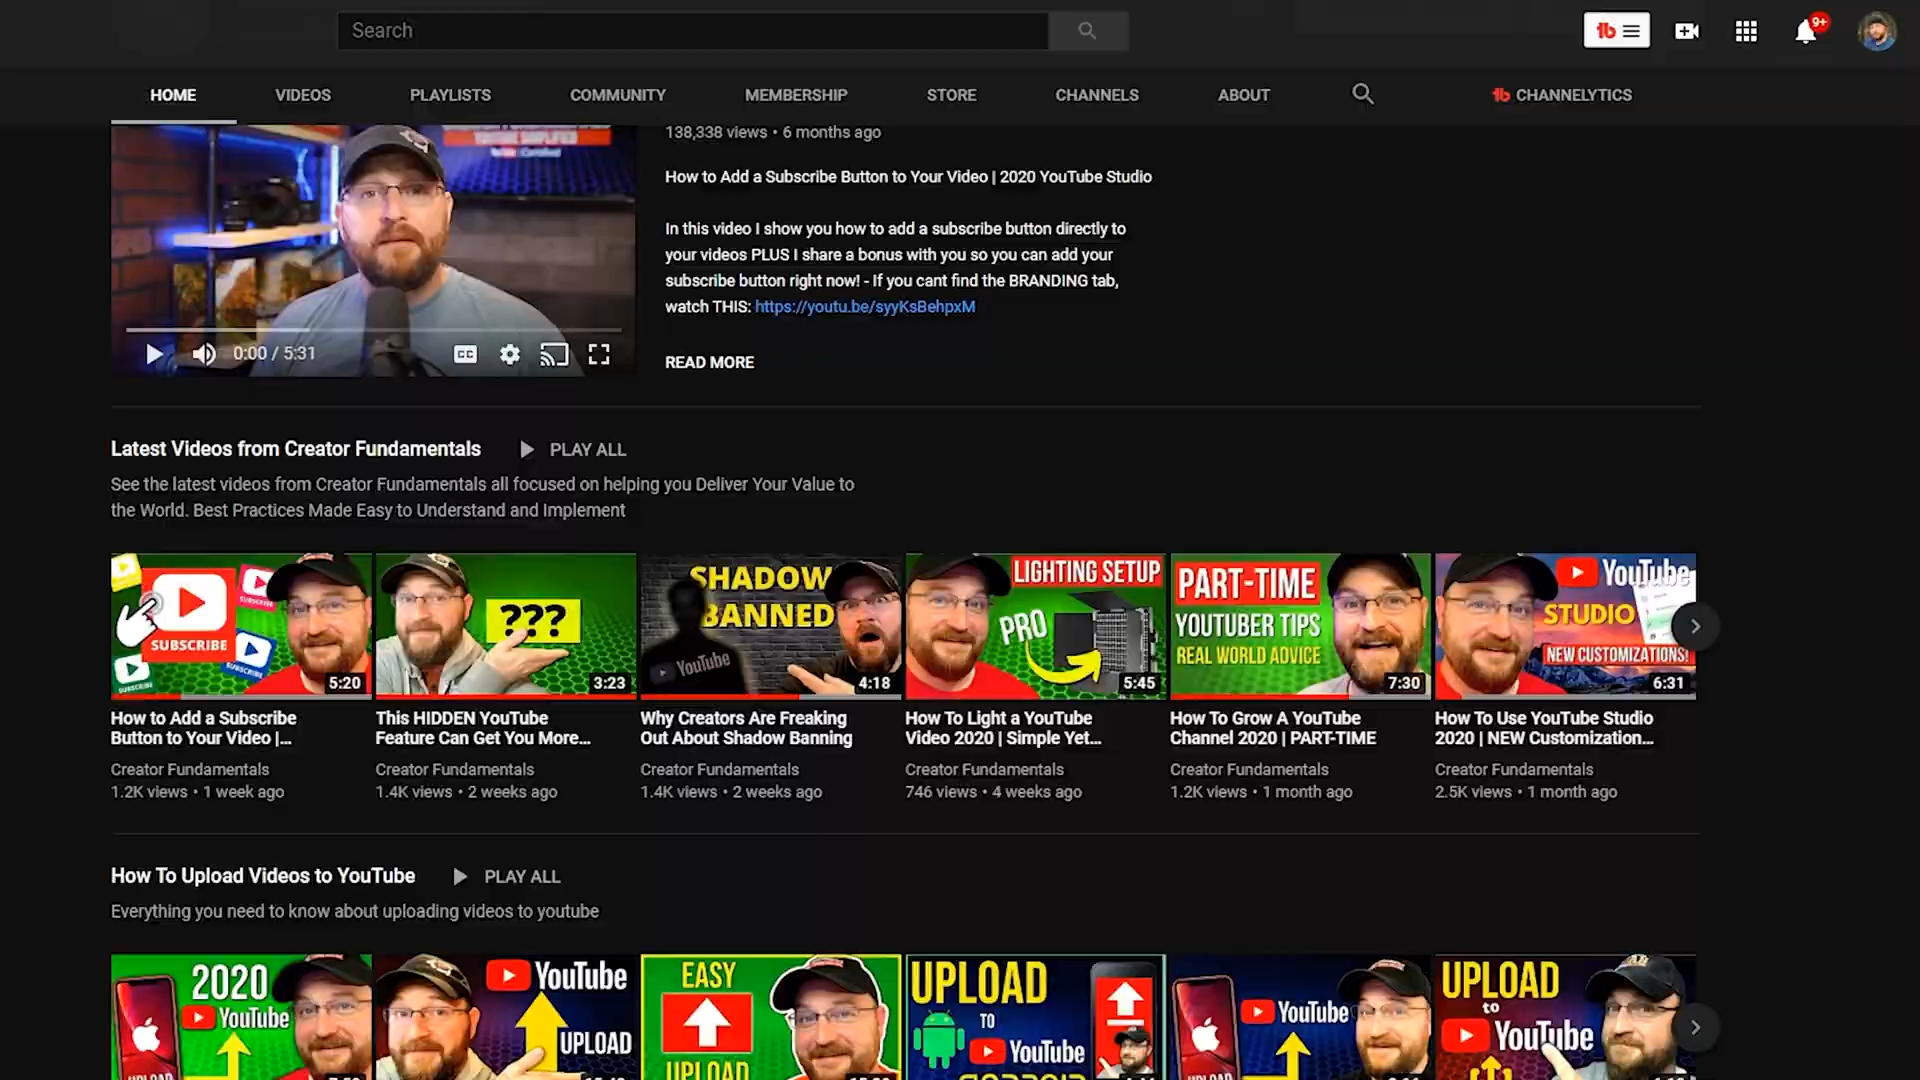 Search
9+
HOME VIDEOS PLAYLISTS COMMUNITY MEMBERSHIP STORE CHANNELS ABOUT CHANNELYTICS
138,338 views • 6 months ago
How to Add a Subscribe Button to Your Video | 2020 YouTube Studio
In this video I show you how to add a subscribe button directly to
your videos PLUS I share a bonus with you so you can add your
subscribe button right now! - If you cant find the BRANDING tab,
watch THIS: https://youtu.be/syyKsBehpxM
0:00 / 5:31
CC
READ MORE
Latest Videos from Creator Fundamentals PLAY ALL
See the latest videos from Creator Fundamentals all focused on helping you Deliver Your Value to
the World. Best Practices Made Easy to Understand and Implement
SUBSCRIBE
SUBSCRIBE
SUBSCRIBE
SUBSCRIBE
5:20
???
3:23
SHADOW
BANNED
YouTube
4:18
LIGHTING SETUP
PRO
5:45
PART-TIME
YOUTUBER TIPS
REAL WORLD ADVICE
7:30
YouTube
STUDIO
NEW CUSTOMIZATIONS!
6:31
How to Add a Subscribe
Button to Your Video |...
Creator Fundamentals
1.2K views • 1 week ago
This HIDDEN YouTube
Feature Can Get You More...
Creator Fundamentals
1.4K views • 2 weeks ago
Why Creators Are Freaking
Out About Shadow Banning
Creator Fundamentals
1.4K views • 2 weeks ago
How To Light a YouTube
Video 2020 | Simple Yet...
Creator Fundamentals
746 views • 4 weeks ago
How To Grow A YouTube
Channel 2020 | PART-TIME
Creator Fundamentals
1.2K views • 1 month ago
How To Use YouTube Studio
2020 | NEW Customization...
Creator Fundamentals
2.5K views • 1 month ago
How To Upload Videos to YouTube PLAY ALL
Everything you need to know about uploading videos to youtube
2020
YouTube
UPLOAD
YouTube
UPLOAD
EASY
UPLOAD
UPLOAD
TO
YouTube
ANDROID
YouTube
UPLOAD
UPLOAD
to
YouTube